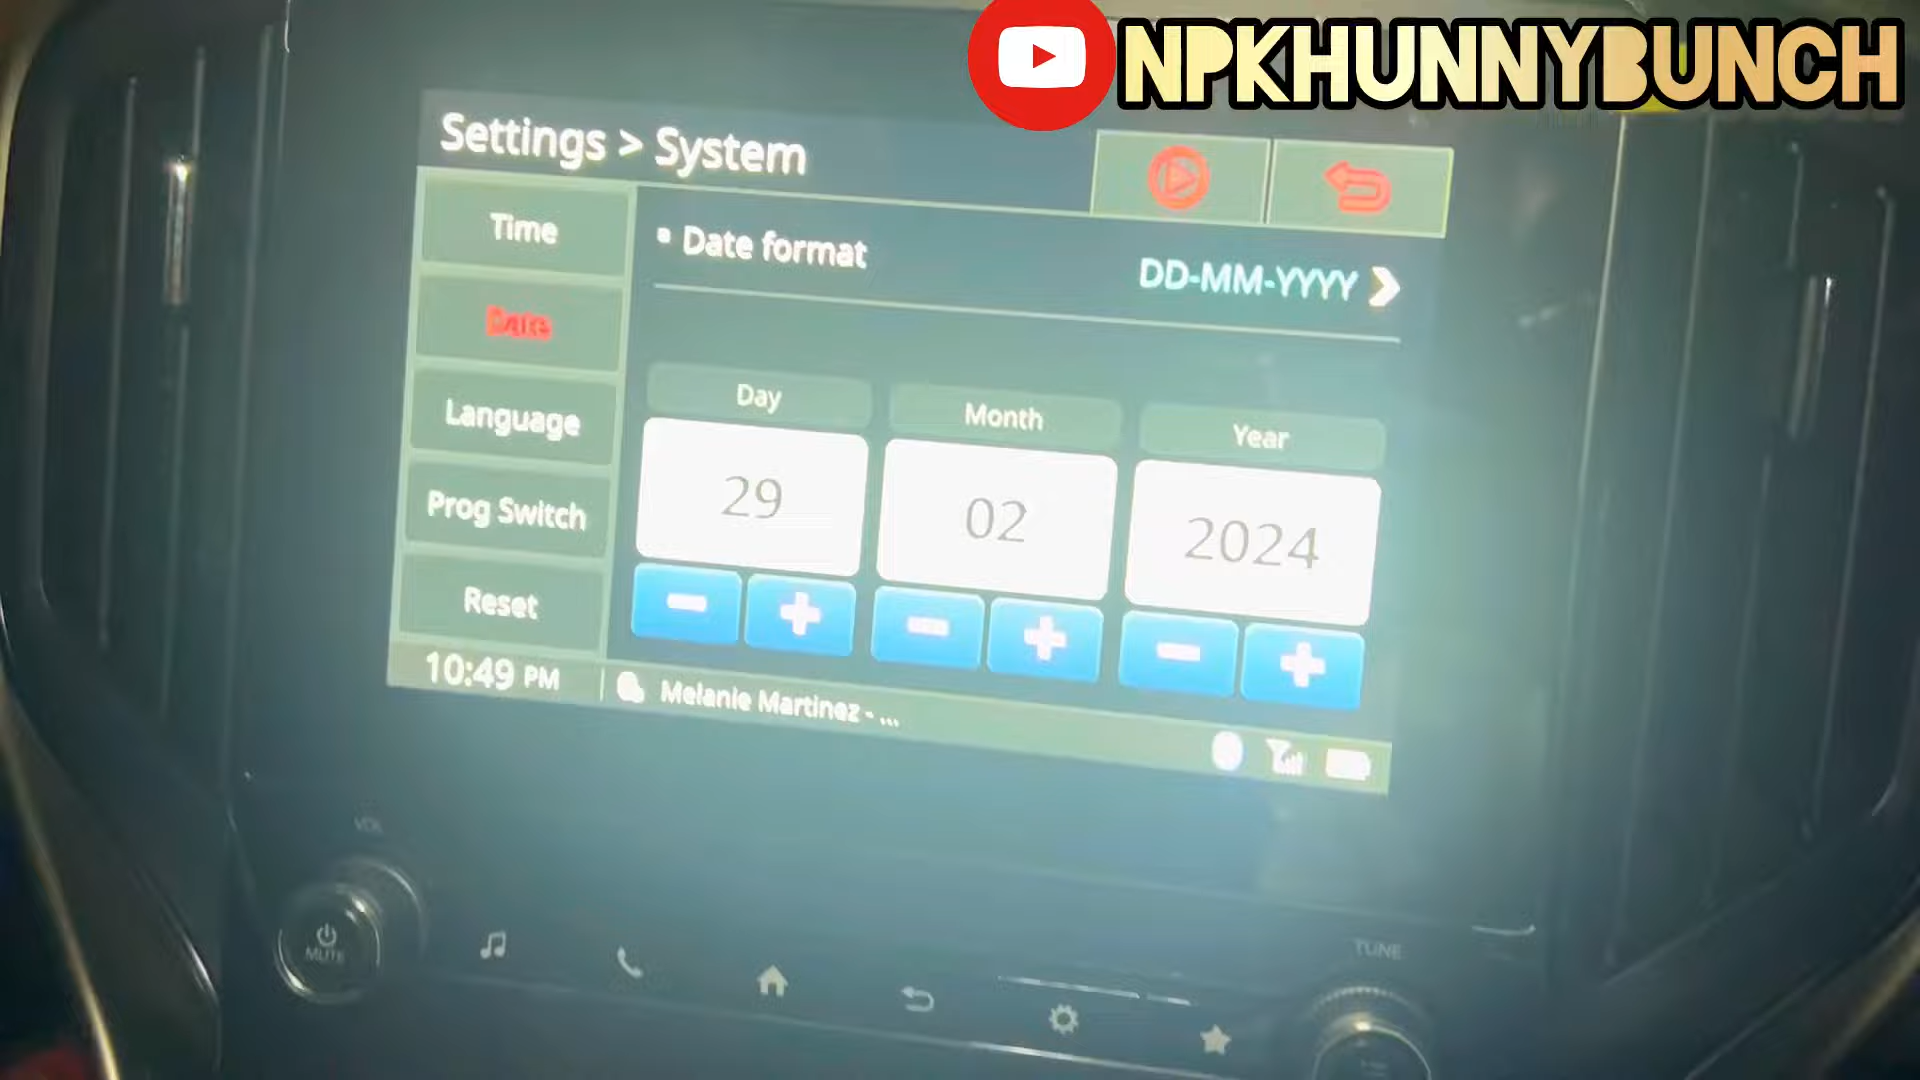 NPKHUNNYBUNCH
Settings > System
Time
Date
Language
Prog Switch
Reset
Date format
DD-MM-YYYY
Day
Month
Year
29
02
2024
10:49 PM
Melanie Martinez - ...
VOL
MUTE
TUNE